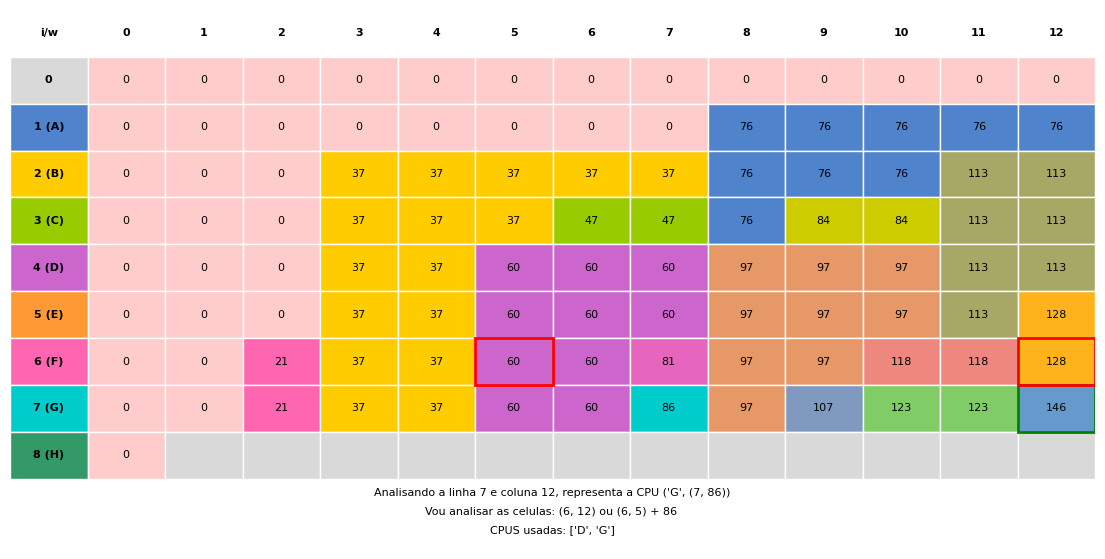 i/w 0 1 2 3 4 5 6 7 8 9 10 11 12
0 0 0 0 0 0 0 0 0 0 0 0 0 0
1 (A) 0 0 0 0 0 0 0 0 76 76 76 76 76
2 (B) 0 0 0 37 37 37 37 37 76 76 76 113 113
3 (C) 0 0 0 37 37 37 47 47 76 84 84 113 113
4 (D) 0 0 0 37 37 60 60 60 97 97 97 113 113
5 (E) 0 0 0 37 37 60 60 60 97 97 97 113 128
6 (F) 0 0 21 37 37 60 60 81 97 97 118 118 128
7 (G) 0 0 21 37 37 60 60 86 97 107 123 123 146
8 (H) 0
Analisando a linha 7 e coluna 12, representa a CPU ('G', (7, 86))
Vou analisar as celulas: (6, 12) ou (6, 5) + 86
CPUS usadas: ['D', 'G']